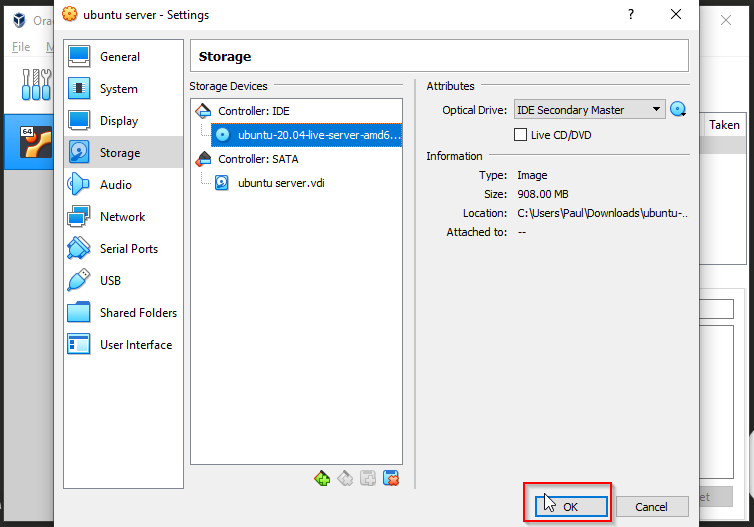 ubuntu server - Settings
?
Orac
File
M
64
General
System
Display
Storage
Audio
Network
Serial Ports
USB
Shared Folders
User Interface
Storage
Storage Devices
Controller: IDE
ubuntu-20.04-live-server-amd6...
Controller: SATA
ubuntu server.vdi
Attributes
Optical Drive: IDE Secondary Master
Live CD/DVD
Information
Type: Image
Size: 908.00 MB
Location: C:\Users\Paul\Downloads\ubuntu-..
Attached to: --
Taken
et
OK
Cancel